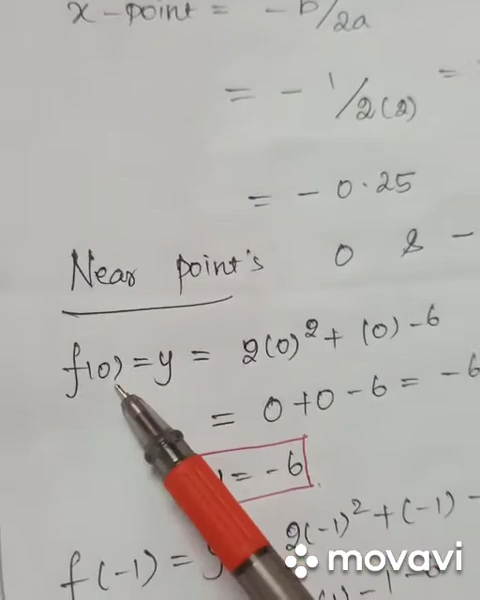 x-point = -b/2a
= - 1/2(2) =
= - 0.25
Near point's 0 & -
f(0) = y = 2(0)² + (0) - 6
= 0 + 0 - 6 = -6
= -6
f(-1) = 2(-1)² + (-1) -
movavi